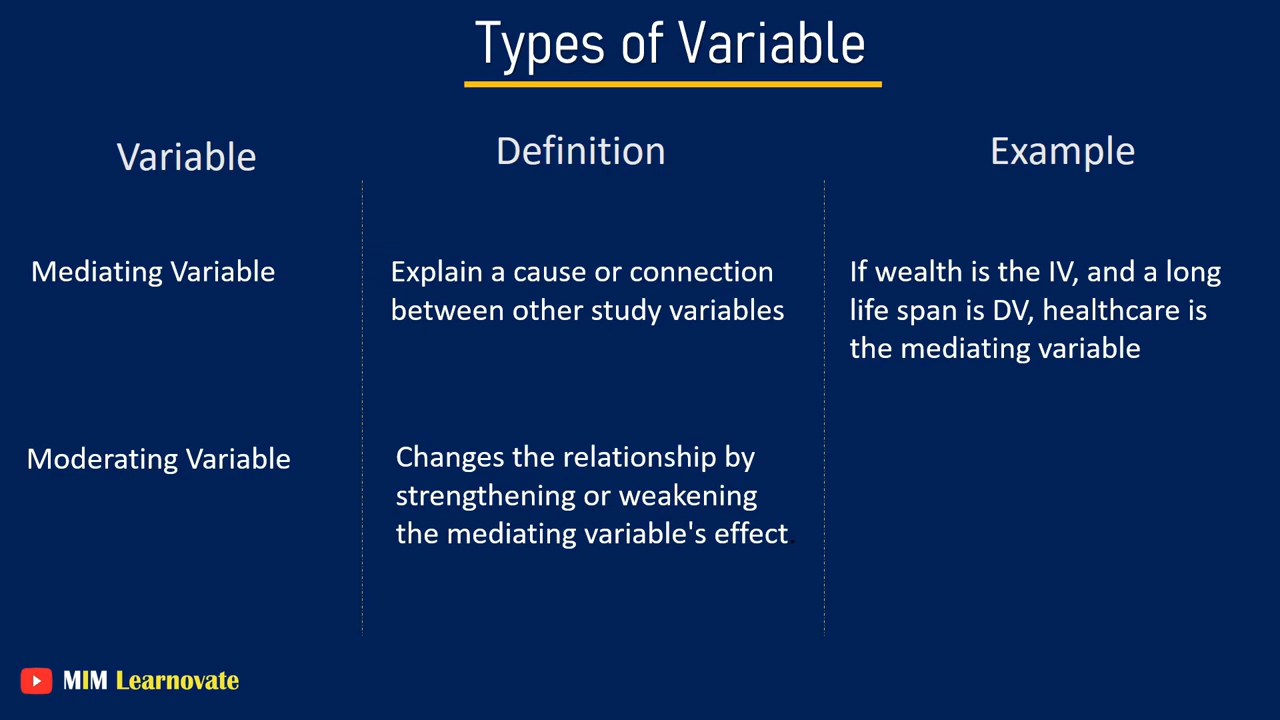 Types of Variable
Variable
Definition
Example
Mediating Variable
Explain a cause or connection
between other study variables
If wealth is the IV, and a long
life span is DV, healthcare is
the mediating variable
Moderating Variable
Changes the relationship by
strengthening or weakening
the mediating variable's effect.
MIM Learnovate